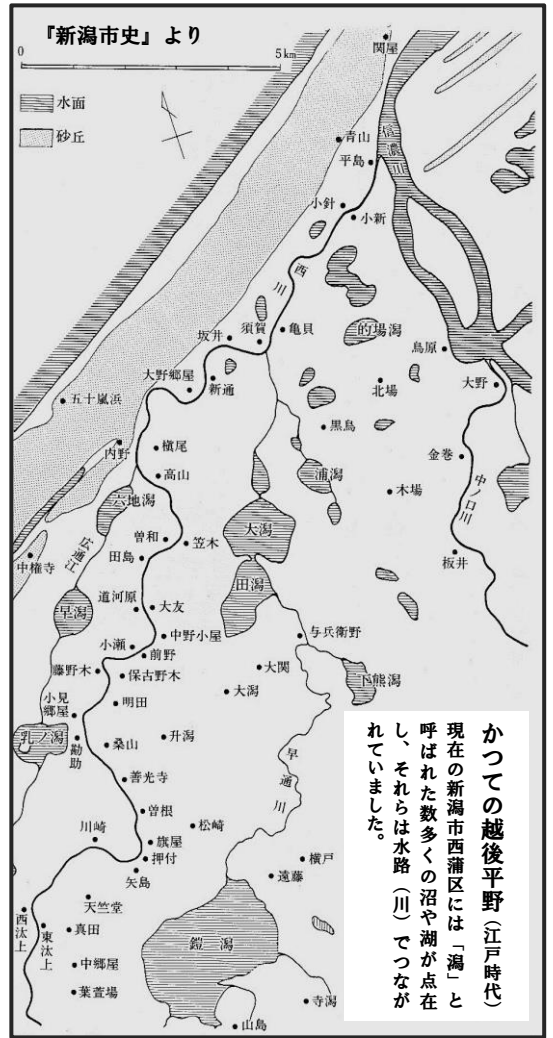 『新潟市史』より
0
5km
水面
砂丘
関屋
青山
平島
信濃川
小針
小新
西川
須賀
亀貝
坂井
的場潟
鳥原
大野郷屋
新通
北場
大野
五十嵐浜
黒鳥
内野
槇尾
金巻
高山
浦潟
木場
中ノ口川
六地潟
大潟
広通江
曽和
笠木
中権寺
田島
板井
田潟
早潟
道河原
大友
小瀬
中野小屋
与兵衛野
前野
藤野木
保古野木
大関
下熊潟
大潟
小見郷屋
明田
乳ノ潟
勘助
桑山
升潟
早通川
善光寺
曽根
川崎
松崎
旗屋
押付
横戸
矢島
遠藤
天竺堂
西汰上
東汰上
真田
鎧潟
中郷屋
葉萱場
寺潟
山島
かつての越後平野(江戸時代)
現在の新潟市西蒲区には「潟」と
呼ばれた数多くの沼や湖が点在
し、それらは水路(川)でつなが
れていました。